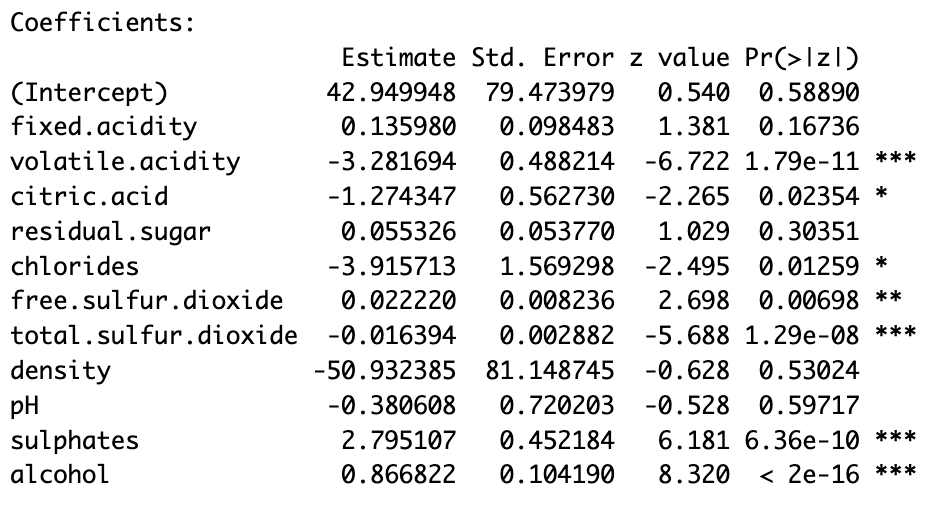 Coefficients:
Estimate Std. Error z value Pr(>|z|)
(Intercept) 42.949948 79.473979 0.540 0.58890
fixed.acidity 0.135980 0.098483 1.381 0.16736
volatile.acidity -3.281694 0.488214 -6.722 1.79e-11 ***
citric.acid -1.274347 0.562730 -2.265 0.02354 *
residual.sugar 0.055326 0.053770 1.029 0.30351
chlorides -3.915713 1.569298 -2.495 0.01259 *
free.sulfur.dioxide 0.022220 0.008236 2.698 0.00698 **
total.sulfur.dioxide -0.016394 0.002882 -5.688 1.29e-08 ***
density -50.932385 81.148745 -0.628 0.53024
pH -0.380608 0.720203 -0.528 0.59717
sulphates 2.795107 0.452184 6.181 6.36e-10 ***
alcohol 0.866822 0.104190 8.320 < 2e-16 ***